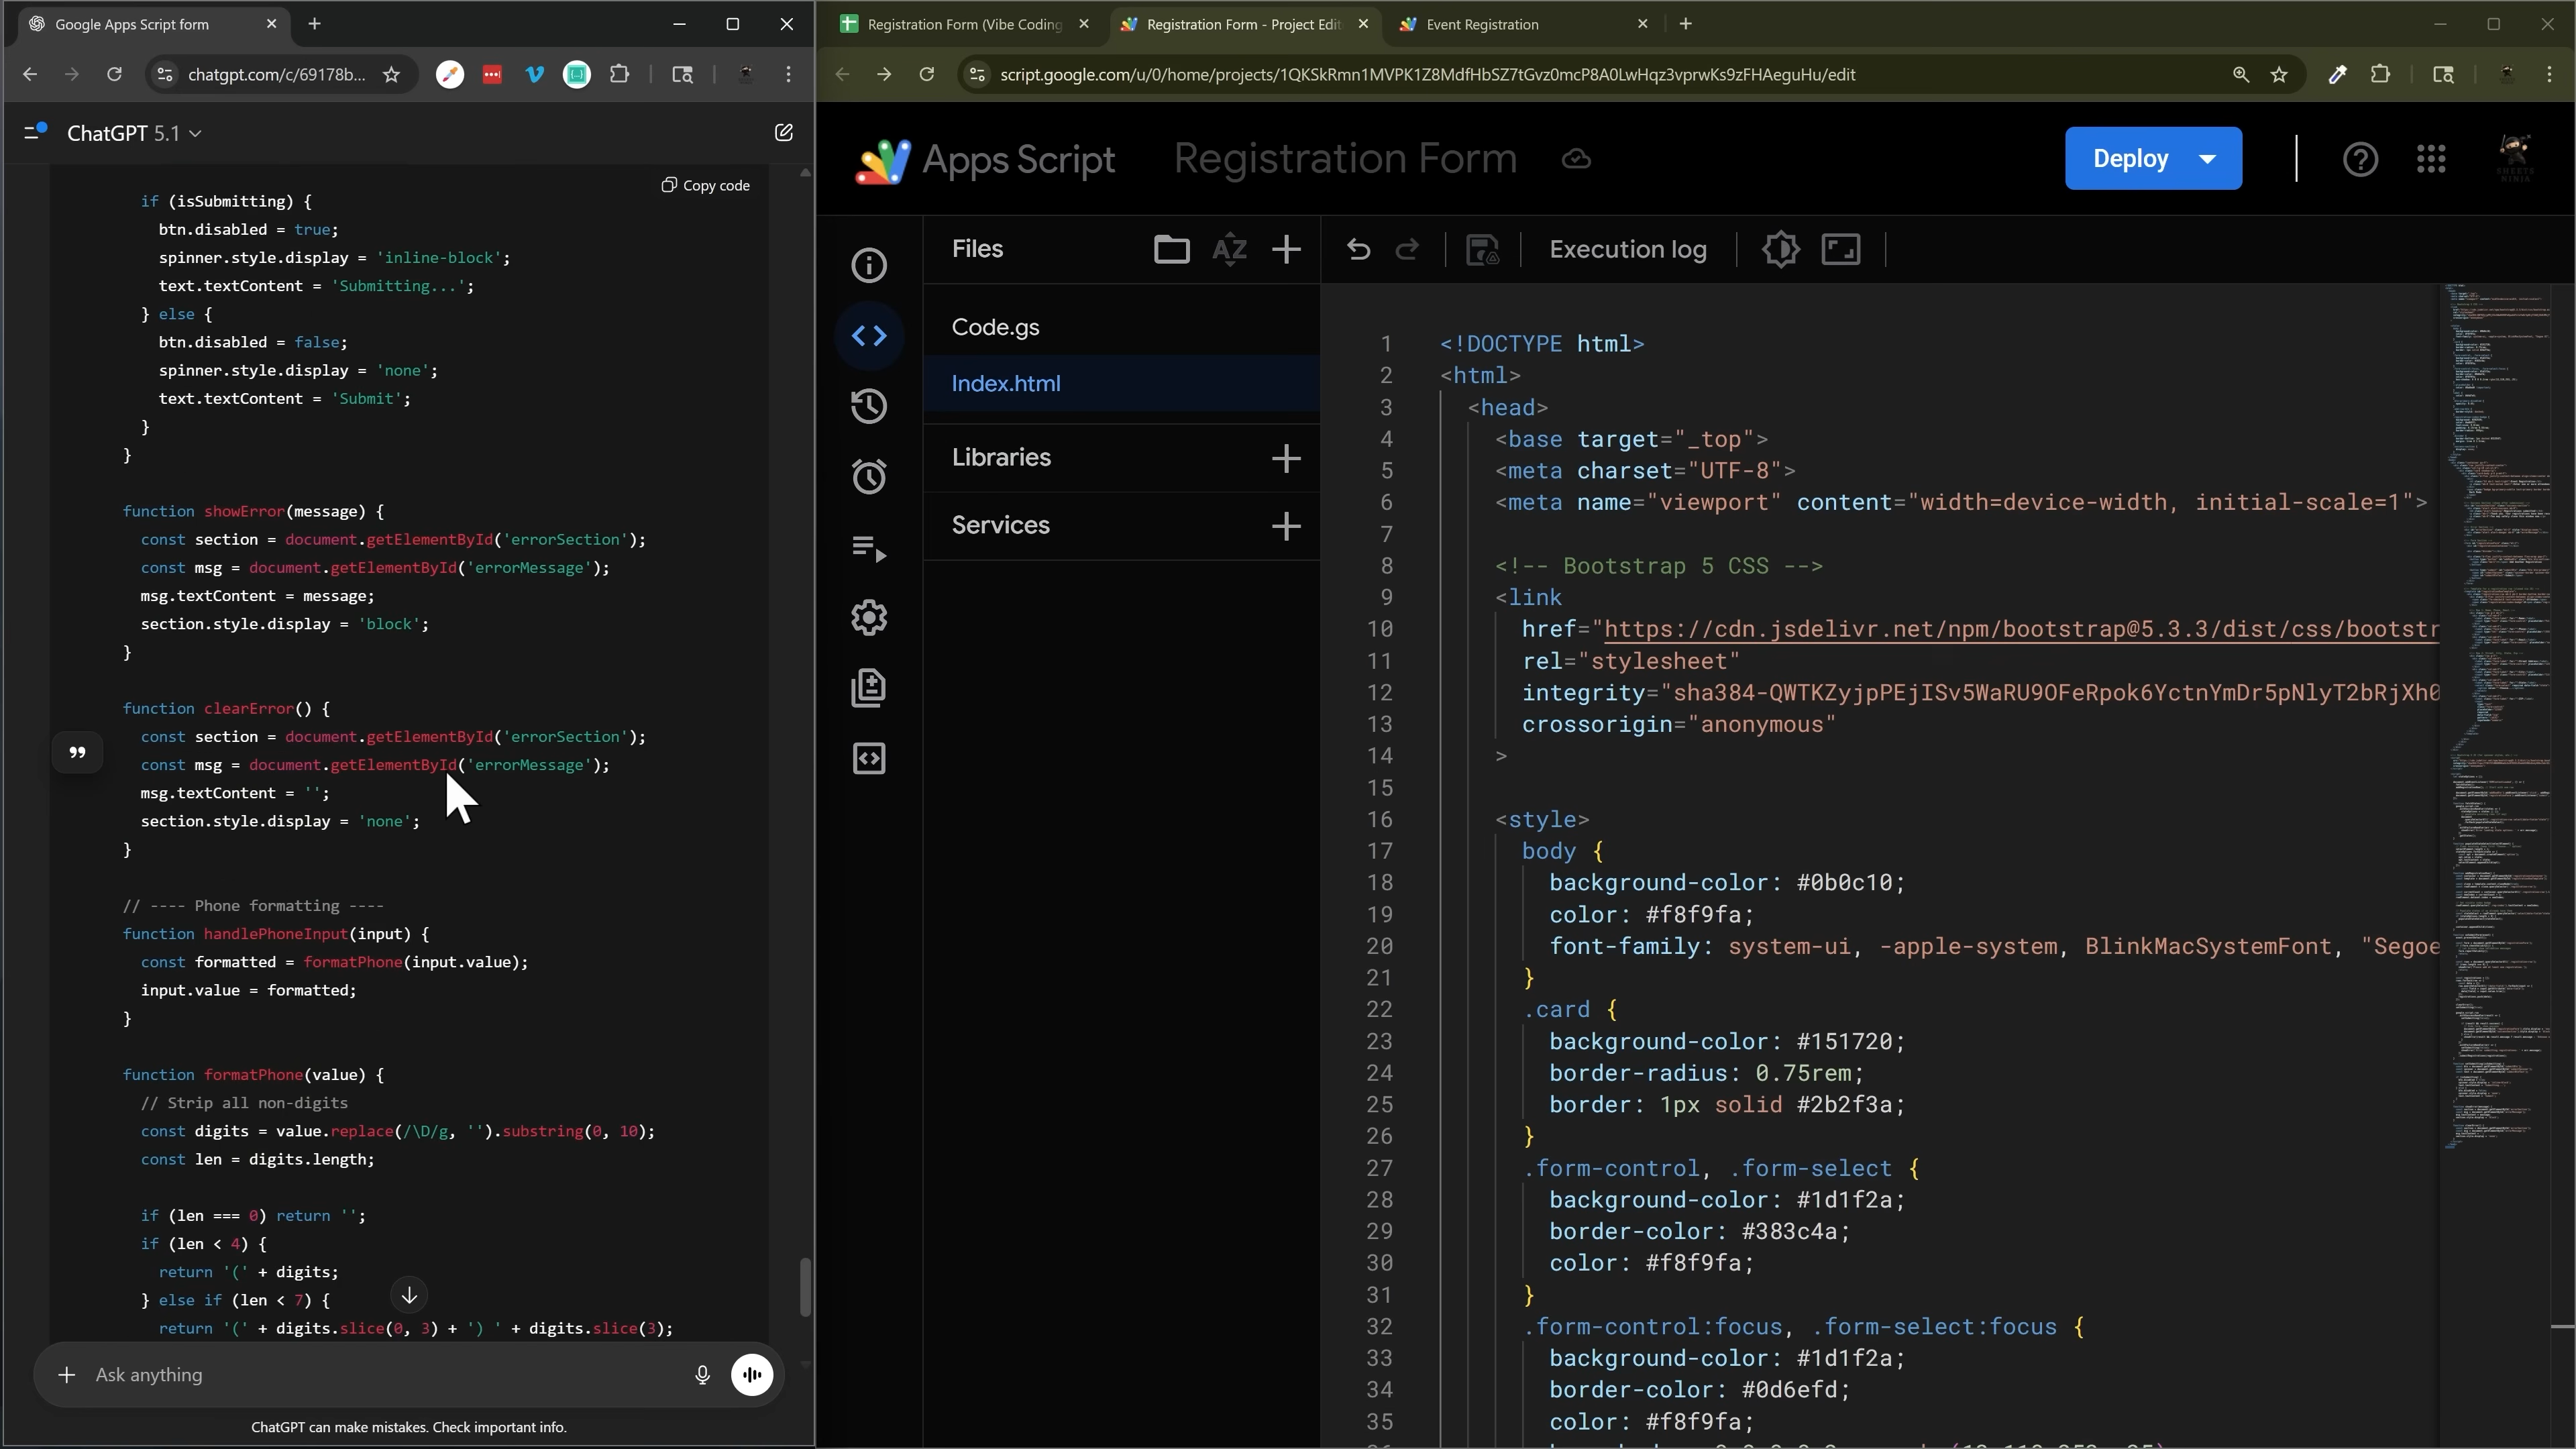 Google Apps Script form
chatgpt.com/c/69178b...
ChatGPT 5.1
Copy code
if (isSubmitting) {
btn.disabled = true;
spinner.style.display = 'inline-block';
text.textContent = 'Submitting...';
} else {
btn.disabled = false;
spinner.style.display = 'none';
text.textContent = 'Submit';
}
}
function showError(message) {
const section = document.getElementById('errorSection');
const msg = document.getElementById('errorMessage');
msg.textContent = message;
section.style.display = 'block';
}
function clearError() {
const section = document.getElementById('errorSection');
const msg = document.getElementById('errorMessage');
msg.textContent = '';
section.style.display = 'none';
}
// ---- Phone formatting ----
function handlePhoneInput(input) {
const formatted = formatPhone(input.value);
input.value = formatted;
}
function formatPhone(value) {
// Strip all non-digits
const digits = value.replace(/\D/g, '').substring(0, 10);
const len = digits.length;
if (len === 0) return '';
if (len < 4) {
return '(' + digits;
} else if (len < 7) {
return '(' + digits.slice(0, 3) + ') ' + digits.slice(3);
Ask anything
ChatGPT can make mistakes. Check important info.
Registration Form (Vibe Coding
Registration Form - Project Edit
Event Registration
script.google.com/u/0/home/projects/1QKSkRmn1MVPK1Z8MdfHbSZ7tGvz0mcP8A0LwHqz3vprwKs9zFHAeguHu/edit
Apps Script
Registration Form
Deploy
SHEETS
NINJA
Files
AZ
Code.gs
Index.html
Libraries
Services
Execution log
1 <!DOCTYPE html>
2 <html>
3 <head>
4 <base target="_top">
5 <meta charset="UTF-8">
6 <meta name="viewport" content="width=device-width, initial-scale=1">
7
8 <!-- Bootstrap 5 CSS -->
9 <link
10 href="https://cdn.jsdelivr.net/npm/bootstrap@5.3.3/dist/css/bootstr
11 rel="stylesheet"
12 integrity="sha384-QWTKZyjpPEjISv5WaRU9OFeRpok6YctnYmDr5pNlyT2bRjXh0
13 crossorigin="anonymous"
14 >
15
16 <style>
17 body {
18 background-color: #0b0c10;
19 color: #f8f9fa;
20 font-family: system-ui, -apple-system, BlinkMacSystemFont, "Segoe
21 }
22 .card {
23 background-color: #151720;
24 border-radius: 0.75rem;
25 border: 1px solid #2b2f3a;
26 }
27 .form-control, .form-select {
28 background-color: #1d1f2a;
29 border-color: #383c4a;
30 color: #f8f9fa;
31 }
32 .form-control:focus, .form-select:focus {
33 background-color: #1d1f2a;
34 border-color: #0d6efd;
35 color: #f8f9fa;